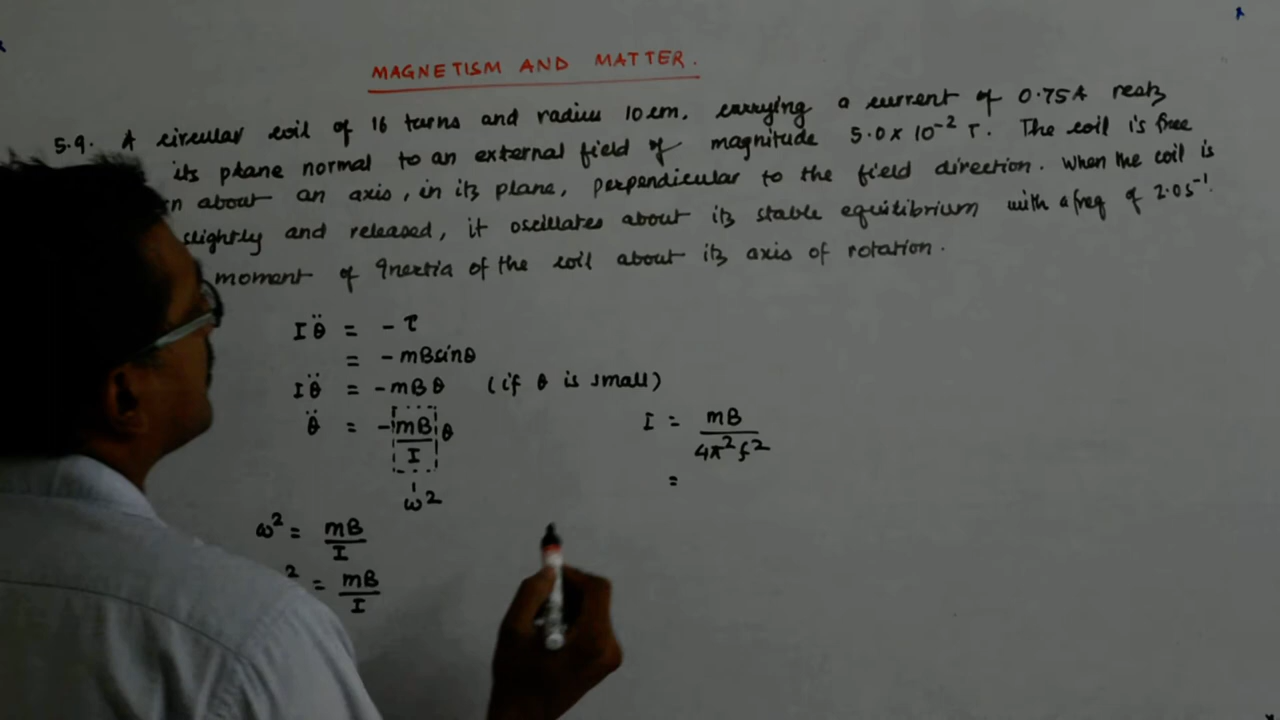 MAGNETISM AND MATTER.
5.9. A circular coil of 16 turns and radius 10 cm, carrying a current of 0.75A rests
its plane normal to an external field of magnitude 5.0 x 10⁻² T. The coil is free
n about an axis, in its plane, perpendicular to the field direction. When the coil is
slightly and released, it oscillates about its stable equilibrium with a freq of 2.0s⁻¹.
moment of Inertia of the coil about its axis of rotation.
Iθ̈ = - τ
= - mBsinθ
Iθ̈ = -mBθ (if θ is small)
θ̈ = -mB/I θ
ω²
ω² = mB/I
² = mB/I
I = mB/4π²f²
=